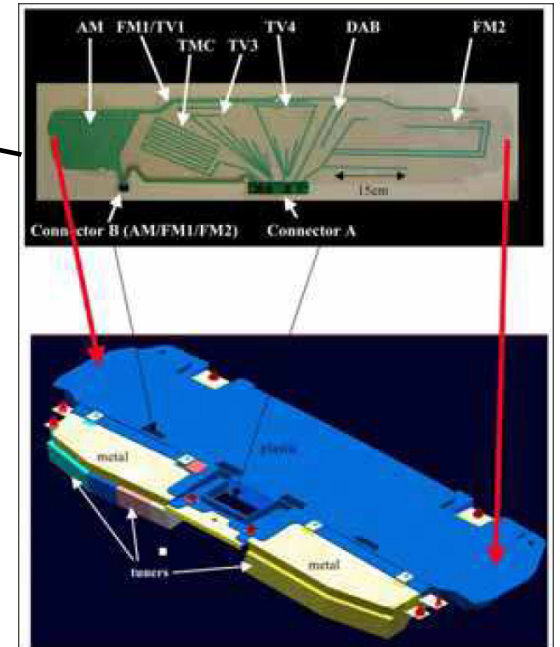 AM FM1/TV1 TV4 DAB FM2
TMC TV3
15cm
Connector B (AM/FM1/FM2) Connector A
plastic
metal
metal
tuners